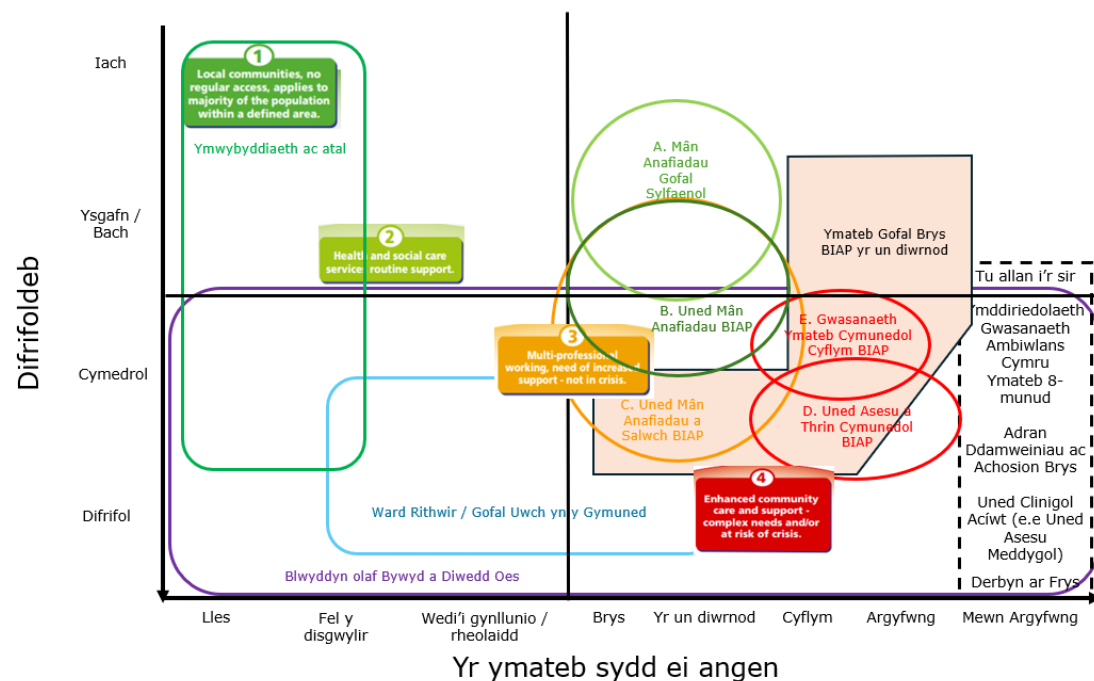 Difrifoldeb
Iach
Ysgafn /
Bach
Cymedrol
Difrifol
1
Local communities, no
regular access, applies to
majority of the population
within a defined area.
Ymwybyddiaeth ac atal
2
Health and social care
services routine support.
3
Multi-professional
working, need of increased
support - not in crisis.
4
Enhanced community
care and support -
complex needs and/or
at risk of crisis.
A. Mân
Anafiadau
Gofal
Sylfaenol
B. Uned Mân
Anafiadau BIAP
C. Uned Mân
Anafiadau a
Salwch BIAP
Ymateb Gofal Brys
BIAP yr un diwrnod
E. Gwasanaeth
Ymateb Cymunedol
Cyflym BIAP
D. Uned Asesu a
Thrin Cymunedol
BIAP
Ward Rithwir / Gofal Uwch yn y Gymuned
Blwyddyn olaf Bywyd a Diwedd Oes
Tu allan i'r sir
Ymddiriedolaeth
Gwasanaeth
Ambiwlans
Cymru
Ymateb 8-
munud
Adran
Ddamweiniau ac
Achosion Brys
Uned Clinigol
Acíwt (e.e Uned
Asesu
Meddygol)
Derbyn ar Frys
Lles
Fel y
disgwylir
Wedi'i gynllunio /
rheolaidd
Brys
Yr un diwrnod
Cyflym
Argyfwng
Mewn Argyfwng
Yr ymateb sydd ei angen